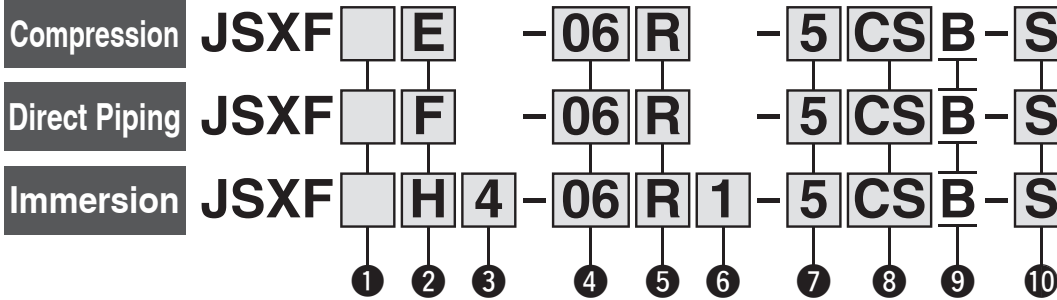 Compression JSXF E - 06 R - 5 CS B - S
Direct Piping JSXF F - 06 R - 5 CS B - S
Immersion JSXF H 4 - 06 R 1 - 5 CS B - S
1 2 3 4 5 6 7 8 9 10